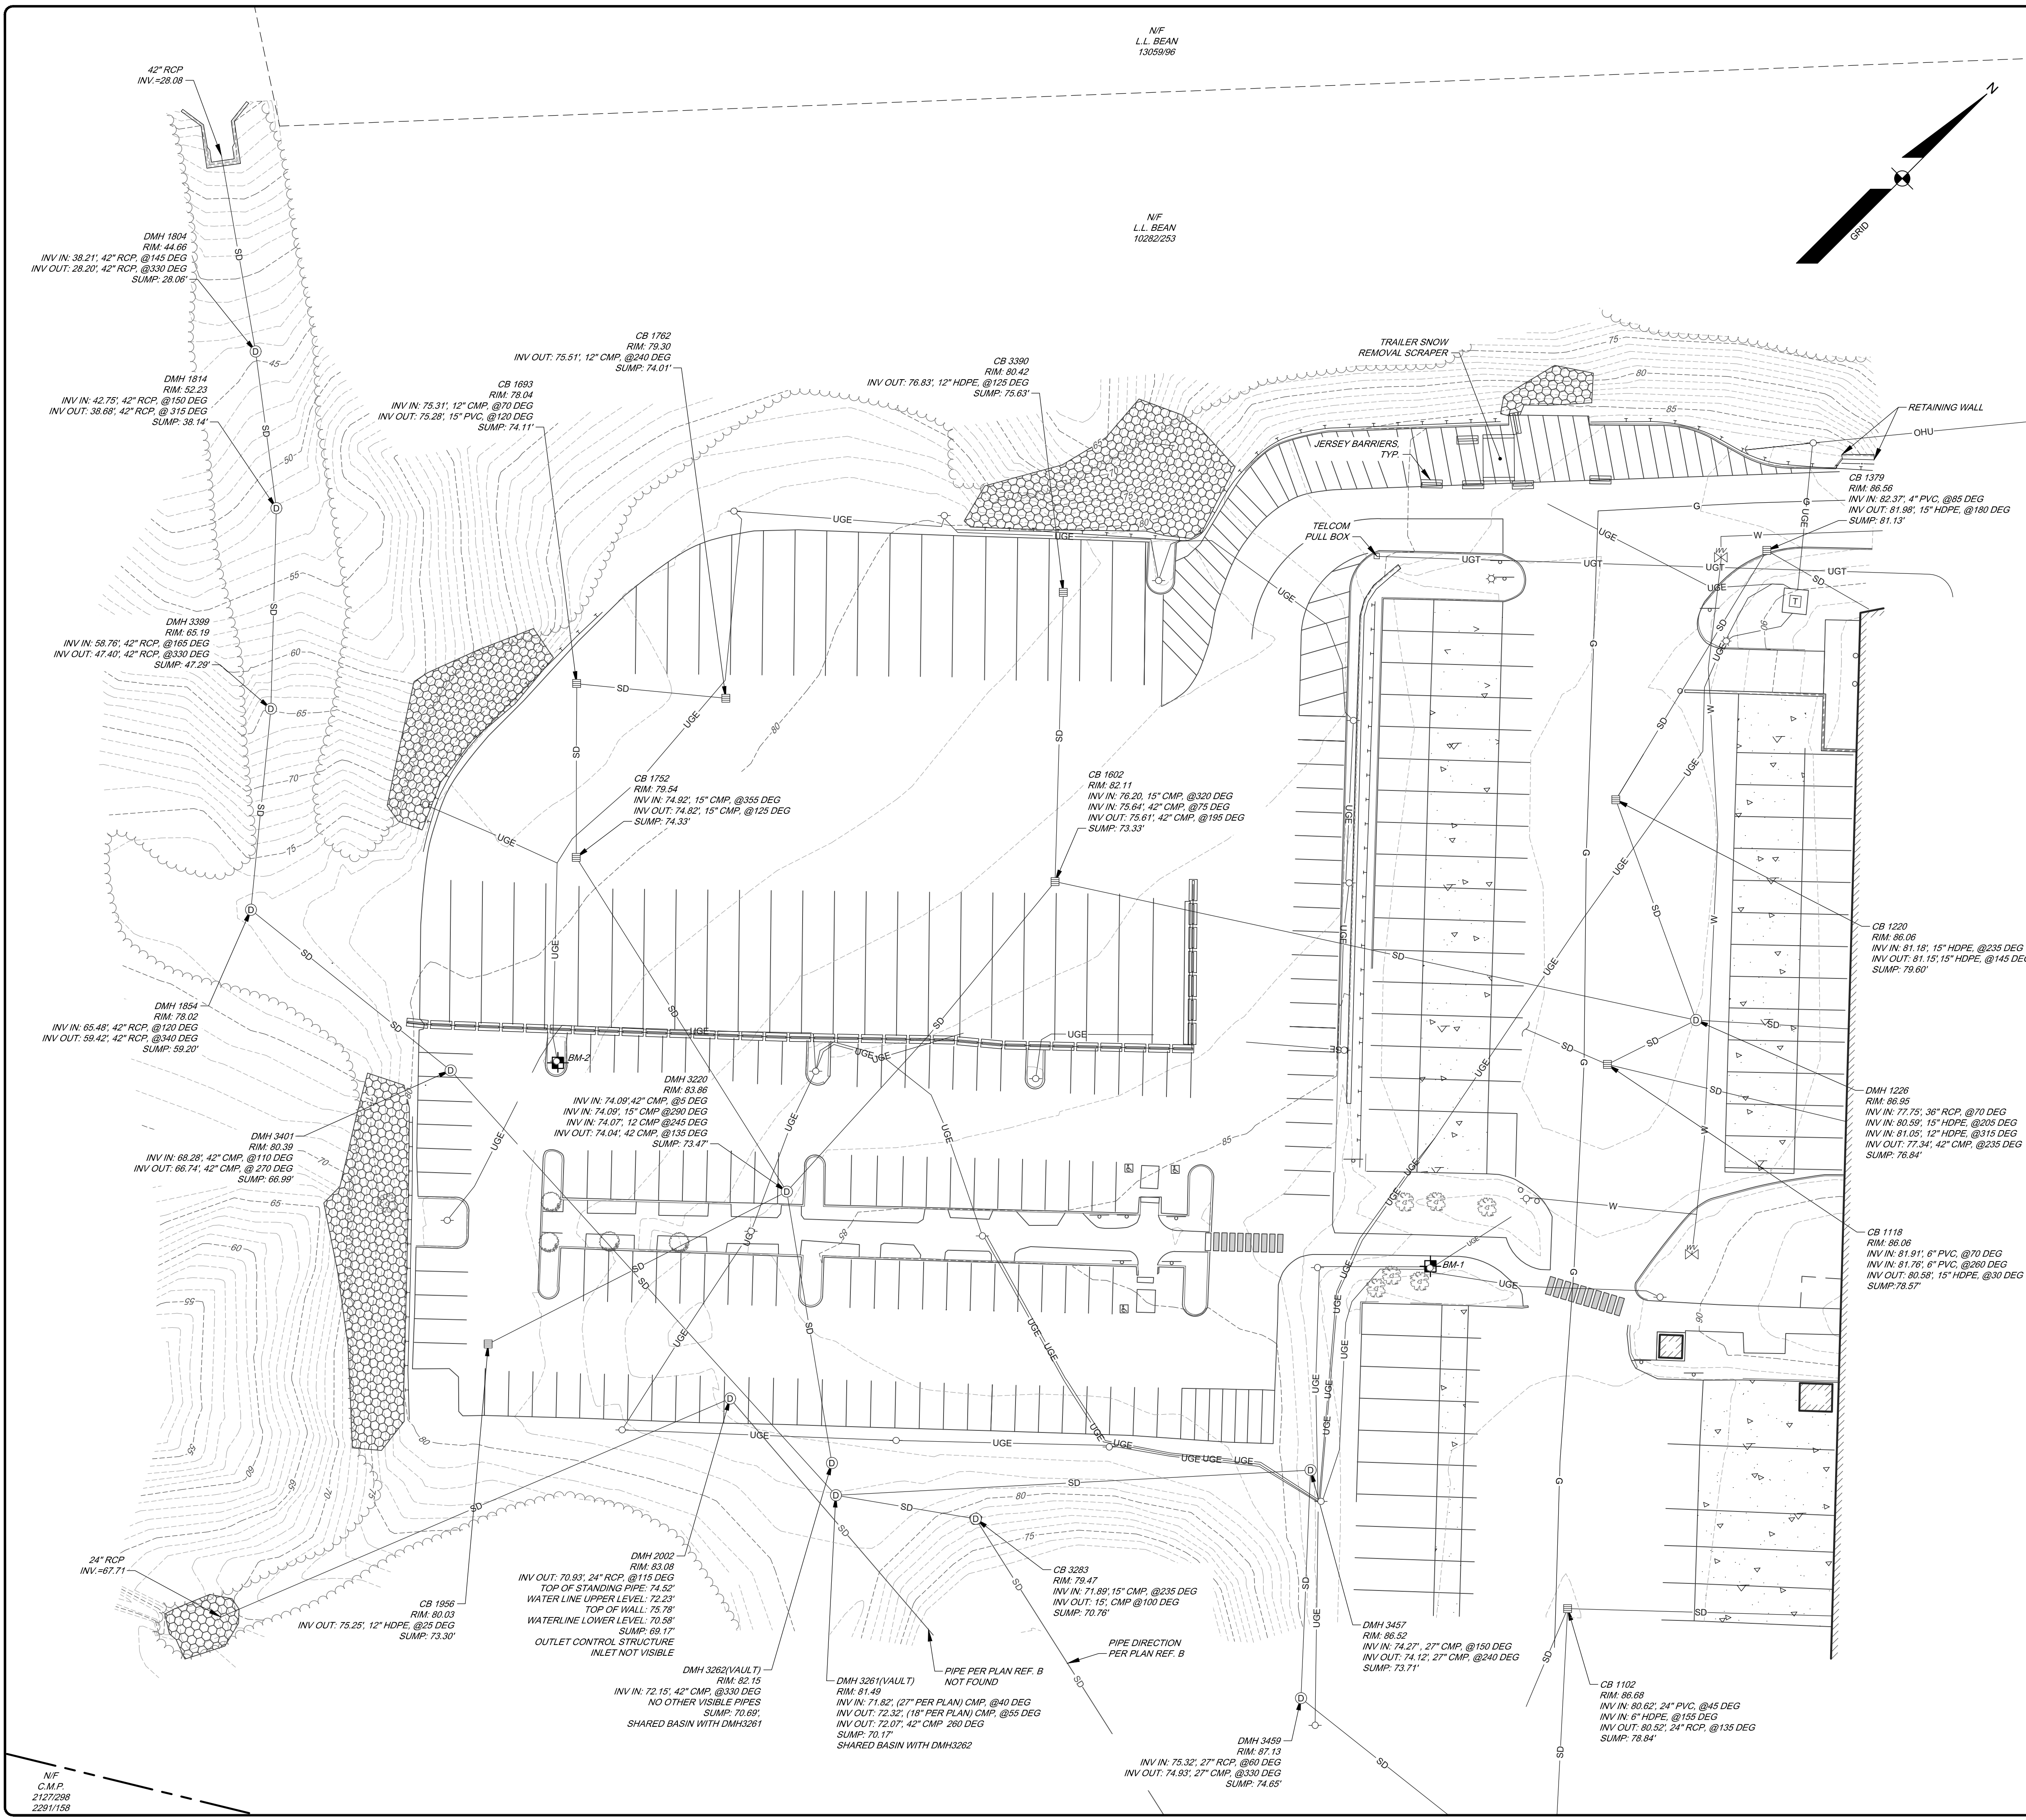 N/F
L.L. BEAN
13059/96
42" RCP
INV.=28.08
N
GRID
N/F
L.L. BEAN
10282/253
DMH 1804
RIM: 44.66
INV IN: 38.21', 42" RCP, @145 DEG
INV OUT: 28.20', 42" RCP, @330 DEG
SUMP: 28.06'
DMH 1814
RIM: 52.23
INV IN: 42.75', 42" RCP, @150 DEG
INV OUT: 38.68', 42" RCP, @ 315 DEG
SUMP: 38.14'
CB 1762
RIM: 79.30
INV OUT: 75.51', 12" CMP, @240 DEG
SUMP: 74.01'
CB 1693
RIM: 78.04
INV IN: 75.31', 12" CMP, @70 DEG
INV OUT: 75.28', 15" PVC, @120 DEG
SUMP: 74.11'
CB 3390
RIM: 80.42
INV OUT: 76.83', 12" HDPE, @125 DEG
SUMP: 75.63'
TRAILER SNOW
REMOVAL SCRAPER
JERSEY BARRIERS,
TYP.
RETAINING WALL
OHU
CB 1379
RIM: 86.56
INV IN: 82.37', 4" PVC, @85 DEG
INV OUT: 81.98', 15" HDPE, @180 DEG
SUMP: 81.13'
TELCOM
PULL BOX
DMH 3399
RIM: 65.19
INV IN: 58.76', 42" RCP, @165 DEG
INV OUT: 47.40', 42" RCP, @330 DEG
SUMP: 47.29'
CB 1752
RIM: 79.54
INV IN: 74.92', 15" CMP, @355 DEG
INV OUT: 74.82', 15" CMP, @125 DEG
SUMP: 74.33'
CB 1602
RIM: 82.11
INV IN: 76.20, 15" CMP, @320 DEG
INV IN: 75.64', 42" CMP, @75 DEG
INV OUT: 75.61', 42" CMP, @195 DEG
SUMP: 73.33'
CB 1220
RIM: 86.06
INV IN: 81.18', 15" HDPE, @235 DEG
INV OUT: 81.15',15" HDPE, @145 DEG
SUMP: 79.60'
DMH 1854
RIM: 78.02
INV IN: 65.48', 42" RCP, @120 DEG
INV OUT: 59.42', 42" RCP, @340 DEG
SUMP: 59.20'
BM-2
DMH 3220
RIM: 83.86
INV IN: 74.09',42" CMP, @5 DEG
INV IN: 74.09', 15" CMP @290 DEG
INV IN: 74.07', 12 CMP @245 DEG
INV OUT: 74.04', 42 CMP, @135 DEG
SUMP: 73.47'
DMH 1226
RIM: 86.95
INV IN: 77.75', 36" RCP, @70 DEG
INV IN: 80.59', 15" HDPE, @205 DEG
INV IN: 81.05', 12" HDPE, @315 DEG
INV OUT: 77.34', 42" CMP, @235 DEG
SUMP: 76.84'
DMH 3401
RIM: 80.39
INV IN: 68.28', 42" CMP, @110 DEG
INV OUT: 66.74', 42" CMP, @ 270 DEG
SUMP: 66.99'
CB 1118
RIM: 86.06
INV IN: 81.91', 6" PVC, @70 DEG
INV IN: 81.76', 6" PVC, @260 DEG
INV OUT: 80.58', 15" HDPE, @30 DEG
SUMP:78.57'
BM-1
24" RCP
INV.=67.71
CB 1956
RIM: 80.03
INV OUT: 75.25', 12" HDPE, @25 DEG
SUMP: 73.30'
DMH 2002
RIM: 83.08
INV OUT: 70.93', 24" RCP, @115 DEG
TOP OF STANDING PIPE: 74.52'
WATER LINE UPPER LEVEL: 72.23'
TOP OF WALL: 75.78'
WATERLINE LOWER LEVEL: 70.58'
SUMP: 69.17'
OUTLET CONTROL STRUCTURE
INLET NOT VISIBLE
DMH 3262(VAULT)
RIM: 82.15
INV IN: 72.15', 42" CMP, @330 DEG
NO OTHER VISIBLE PIPES
SUMP: 70.69',
SHARED BASIN WITH DMH3261
DMH 3261(VAULT)
RIM: 81.49
INV IN: 71.82', (27" PER PLAN) CMP, @40 DEG
INV OUT: 72.32', (18" PER PLAN) CMP, @55 DEG
INV OUT: 72.07', 42" CMP 260 DEG
SUMP: 70.17'
SHARED BASIN WITH DMH3262
PIPE PER PLAN REF. B
NOT FOUND
CB 3283
RIM: 79.47
INV IN: 71.89',15" CMP, @235 DEG
INV OUT: 15', CMP @100 DEG
SUMP: 70.76'
PIPE DIRECTION
PER PLAN REF. B
DMH 3457
RIM: 86.52
INV IN: 74.27', 27" CMP, @150 DEG
INV OUT: 74.12', 27" CMP, @240 DEG
SUMP: 73.71'
DMH 3459
RIM: 87.13
INV IN: 75.32', 27" RCP, @60 DEG
INV OUT: 74.93', 27" CMP, @330 DEG
SUMP: 74.65'
CB 1102
RIM: 86.68
INV IN: 80.62', 24" PVC, @45 DEG
INV IN: 6" HDPE, @155 DEG
INV OUT: 80.52', 24" RCP, @135 DEG
SUMP: 78.84'
N/F
C.M.P.
2127/298
2291/158